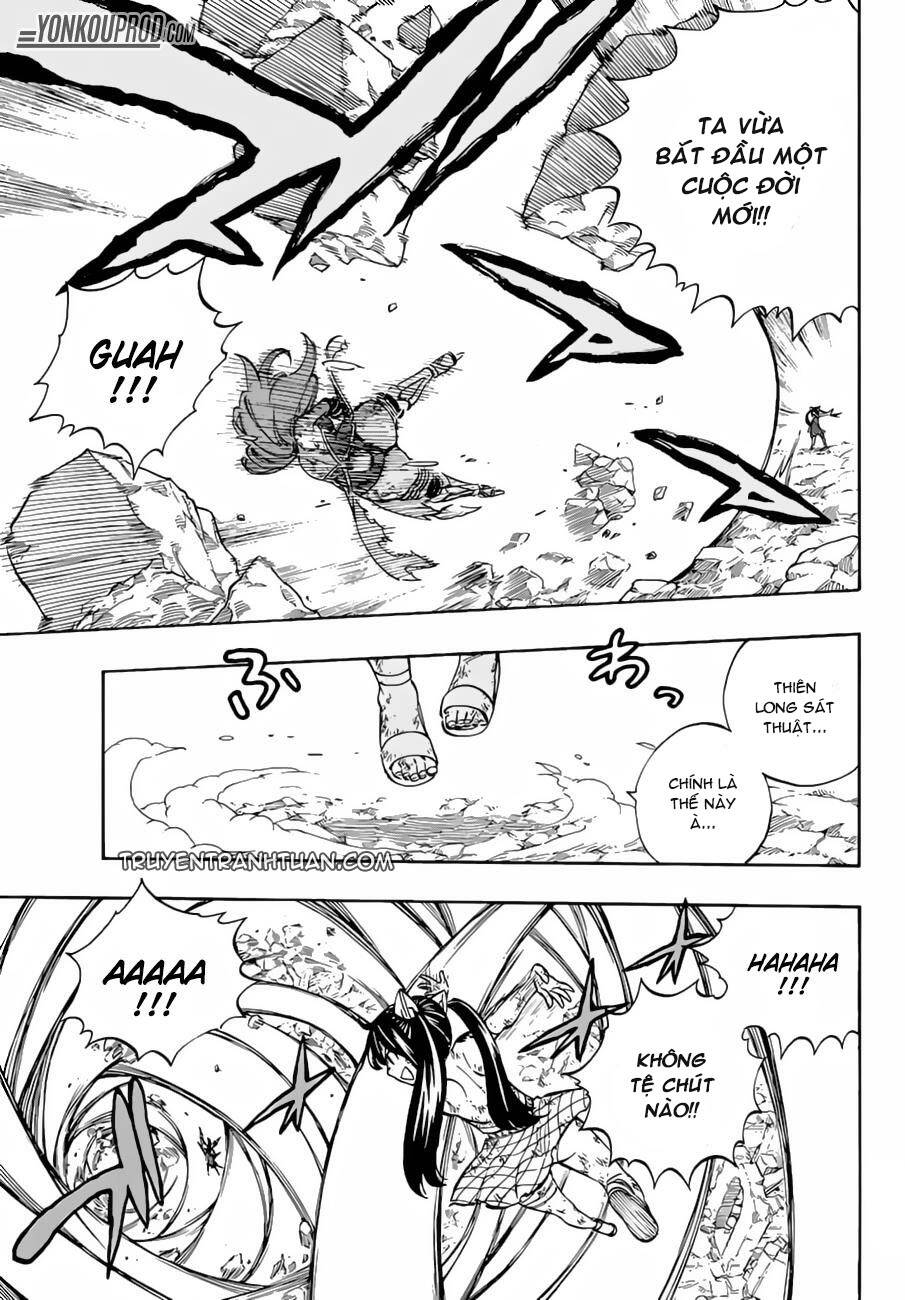 =YONKOUPROD.COM
TA VỪA
BẮT ĐẦU MỘT
CUỘC ĐỜI
MỚI!!
GUAH
!!!
ふわっ
THIÊN
LONG SÁT
THUẬT...
CHÍNH LÀ
THẾ NÀY
À...
TRUYENTRANHTUAN.COM
HAHAHA
!!!
KHÔNG
TỆ CHÚT
NÀO!!
AAAAA
!!!